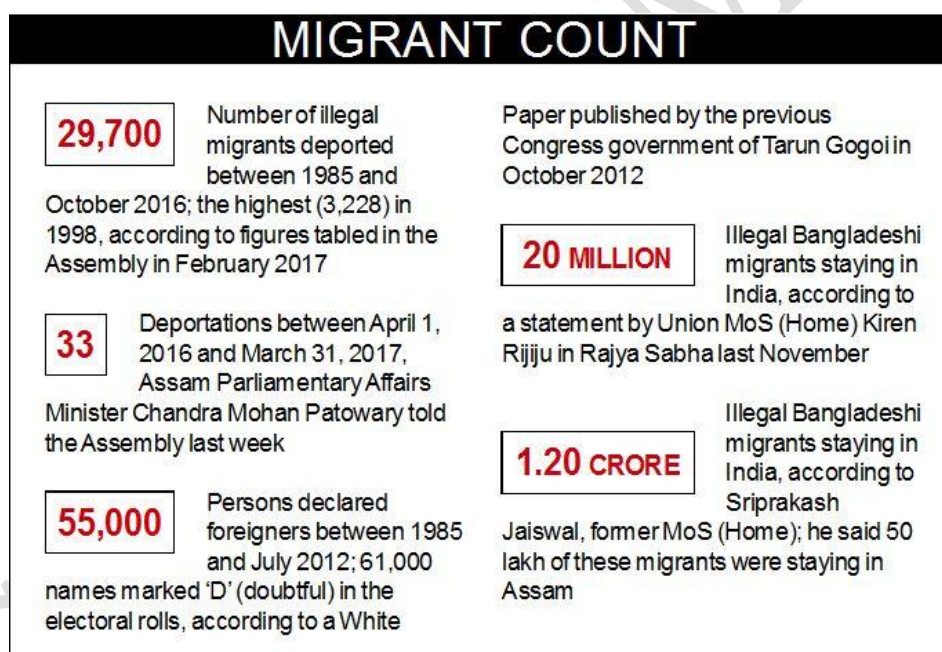 MIGRANT COUNT
29,700
Number of illegal
migrants deported
between 1985 and
October 2016; the highest (3,228) in
1998, according to figures tabled in the
Assembly in February 2017
33
Deportations between April 1,
2016 and March 31, 2017,
Assam Parliamentary Affairs
Minister Chandra Mohan Patowary told
the Assembly last week
55,000
Persons declared
foreigners between 1985
and July 2012; 61,000
names marked ‘D’ (doubtful) in the
electoral rolls, according to a White
Paper published by the previous
Congress government of Tarun Gogoi in
October 2012
20 MILLION
Illegal Bangladeshi
migrants staying in
India, according to
a statement by Union MoS (Home) Kiren
Rijiju in Rajya Sabha last November
1.20 CRORE
Illegal Bangladeshi
migrants staying in
India, according to
Sriprakash
Jaiswal, former MoS (Home); he said 50
lakh of these migrants were staying in
Assam